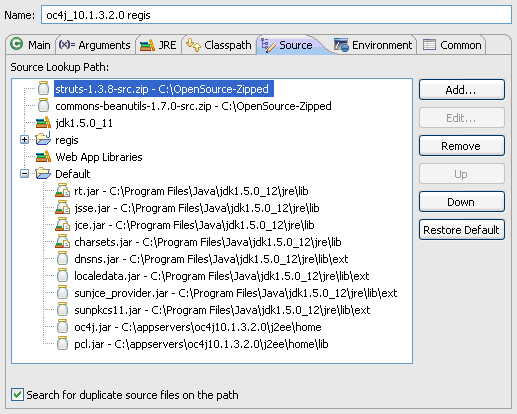 Name: oc4j_10.1.3.2.0 regis
Main (x)= Arguments JRE Classpath Source Environment Common
Source Lookup Path:
struts-1.3.8-src.zip - C:\OpenSource-Zipped
commons-beanutils-1.7.0-src.zip - C:\OpenSource-Zipped
jdk1.5.0_11
regis
Web App Libraries
Default
rt.jar - C:\Program Files\Java\jdk1.5.0_12\jre\lib
jsse.jar - C:\Program Files\Java\jdk1.5.0_12\jre\lib
jce.jar - C:\Program Files\Java\jdk1.5.0_12\jre\lib
charsets.jar - C:\Program Files\Java\jdk1.5.0_12\jre\lib
dnsns.jar - C:\Program Files\Java\jdk1.5.0_12\jre\lib\ext
localedata.jar - C:\Program Files\Java\jdk1.5.0_12\jre\lib\ext
sunjce_provider.jar - C:\Program Files\Java\jdk1.5.0_12\jre\lib\ext
sunpkcs11.jar - C:\Program Files\Java\jdk1.5.0_12\jre\lib\ext
oc4j.jar - C:\appservers\oc4j10.1.3.2.0\j2ee\home
pcl.jar - C:\appservers\oc4j10.1.3.2.0\j2ee\home\lib
Add...
Edit...
Remove
Up
Down
Restore Default
Search for duplicate source files on the path